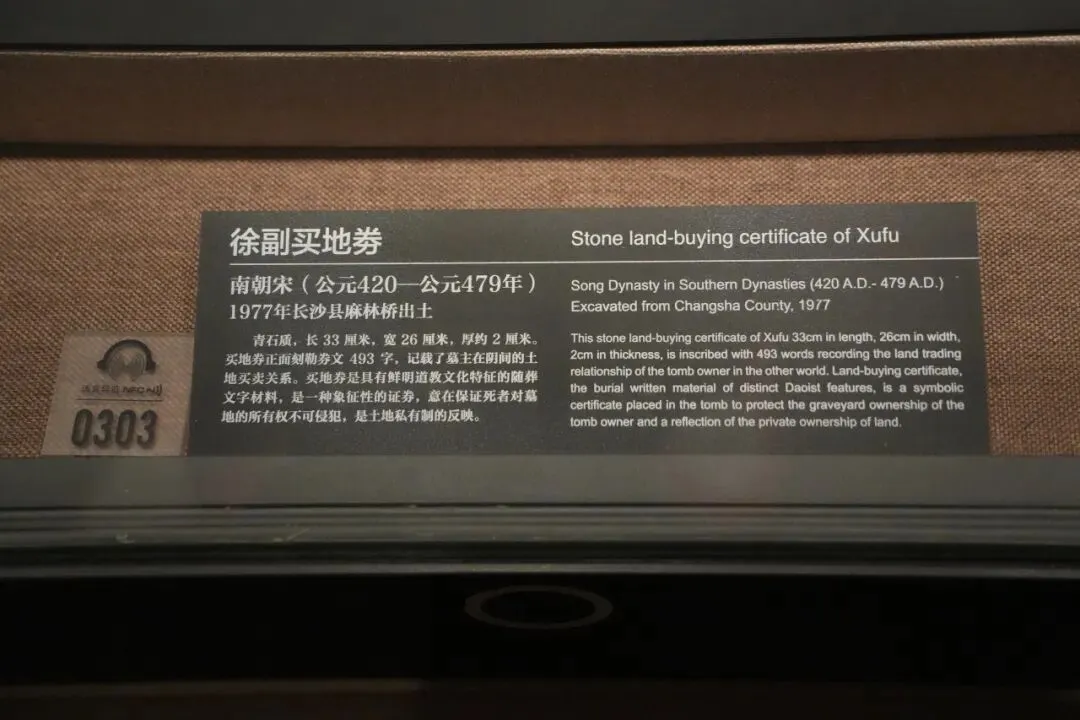 徐副买地券
南朝宋（公元420—公元479年）
1977年长沙县麻林桥出土
青石质，长 33 厘米，宽 26 厘米，厚约 2 厘米。
买地券正面刻勒券文 493 字，记载了墓主在阴间的土
地买卖关系。买地券是具有鲜明道教文化特征的随葬
文字材料，是一种象征性的证券，意在保证死者对墓
地的所有权不可侵犯，是土地私有制的反映。
Stone land-buying certificate of Xufu
Song Dynasty in Southern Dynasties (420 A.D.- 479 A.D.)
Excavated from Changsha County, 1977
This stone land-buying certificate of Xufu 33cm in length, 26cm in width,
2cm in thickness, is inscribed with 493 words recording the land trading
relationship of the tomb owner in the other world. Land-buying certificate,
the burial written material of distinct Daoist features, is a symbolic
certificate placed in the tomb to protect the graveyard ownership of the
tomb owner and a reflection of the private ownership of land.
NFC
0303